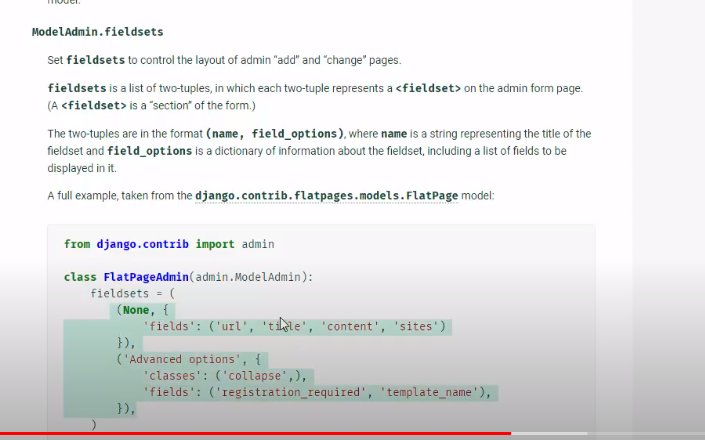 model.
ModelAdmin.fieldsets
Set fieldsets to control the layout of admin “add” and “change” pages.
fieldsets is a list of two-tuples, in which each two-tuple represents a <fieldset> on the admin form page.
(A <fieldset> is a “section” of the form.)
The two-tuples are in the format (name, field_options), where name is a string representing the title of the
fieldset and field_options is a dictionary of information about the fieldset, including a list of fields to be
displayed in it.
A full example, taken from the django.contrib.flatpages.models.FlatPage model:
from django.contrib import admin
class FlatPageAdmin(admin.ModelAdmin):
    fieldsets = (
        (None, {
            'fields': ('url', 'title', 'content', 'sites')
        }),
        ('Advanced options', {
            'classes': ('collapse',),
            'fields': ('registration_required', 'template_name'),
        }),
    )